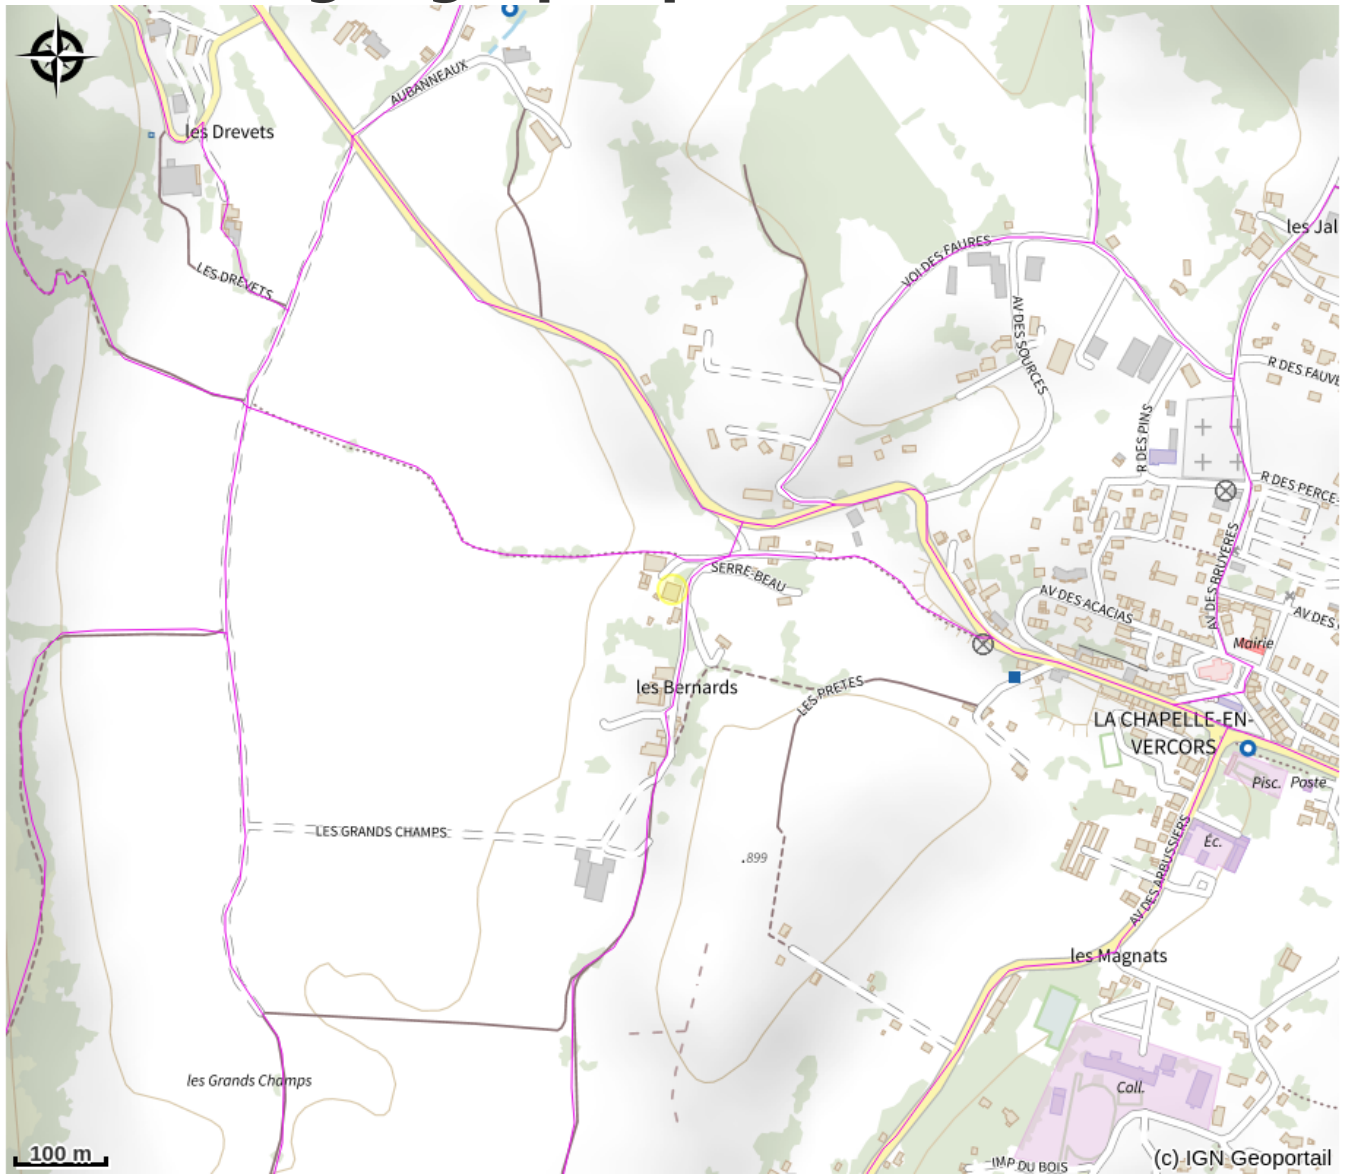 AUBANNEAUX
les Drevets
les Jal
VOI DES FAURES
LES DREVETS
AV DES SOURCES
R DES FAUVE
R DES PINS
R DES PERCE-
AV DES BRUYERES
SERRE-BEAU
AV DES ACACIAS
AV DES
Mairie
les Bernards
LES PRETES
LA CHAPELLE-EN-
VERCORS
Pisc.
Poste
LES GRANDS CHAMPS
Éc.
.899
AV DES ARBUSSIERS
les Magnats
les Grands Champs
Coll.
100 m
IMP DU BOIS
(c) IGN Geoportail